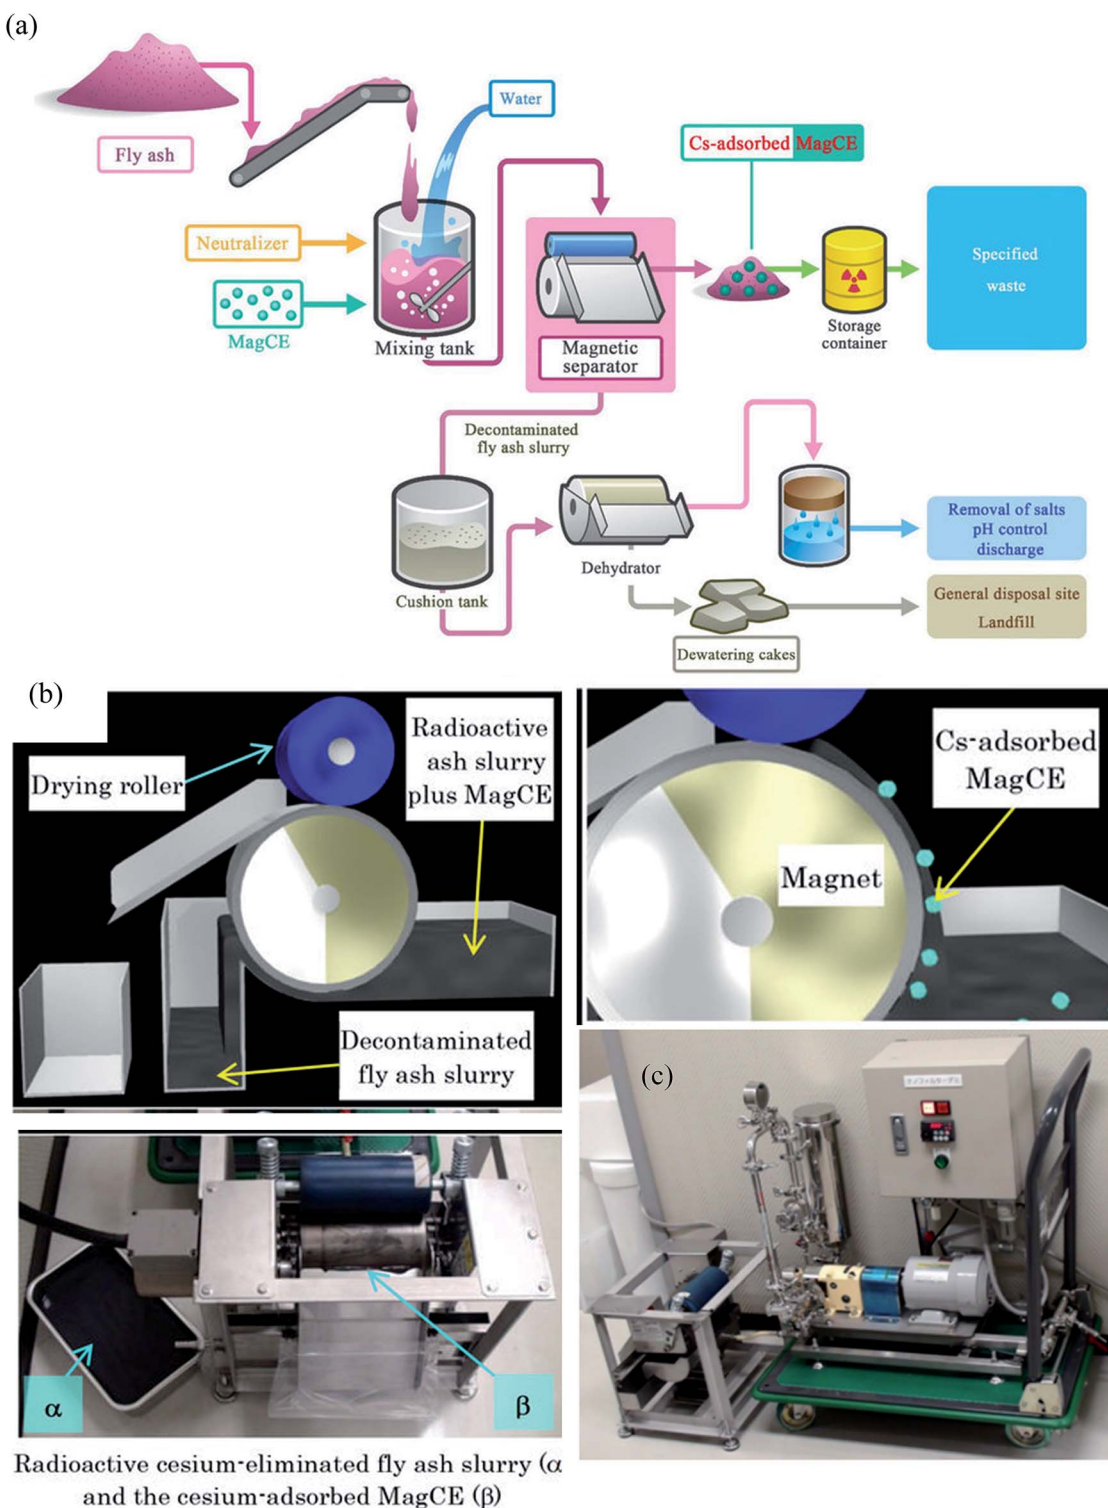 (a)
Fly ash
Water
Cs-adsorbed MagCE
Neutralizer
MagCE
Mixing tank
Magnetic
separator
Storage
container
Specified
waste
Decontaminated
fly ash slurry
Cushion tank
Dehydrator
Dewatering cakes
Removal of salts
pH control
discharge
General disposal site
Landfill
(b)
Drying roller
Radioactive
ash slurry
plus MagCE
Decontaminated
fly ash slurry
Cs-adsorbed
MagCE
Magnet
(c)
α
β
Radioactive cesium-eliminated fly ash slurry (α
and the cesium-adsorbed MagCE (β)